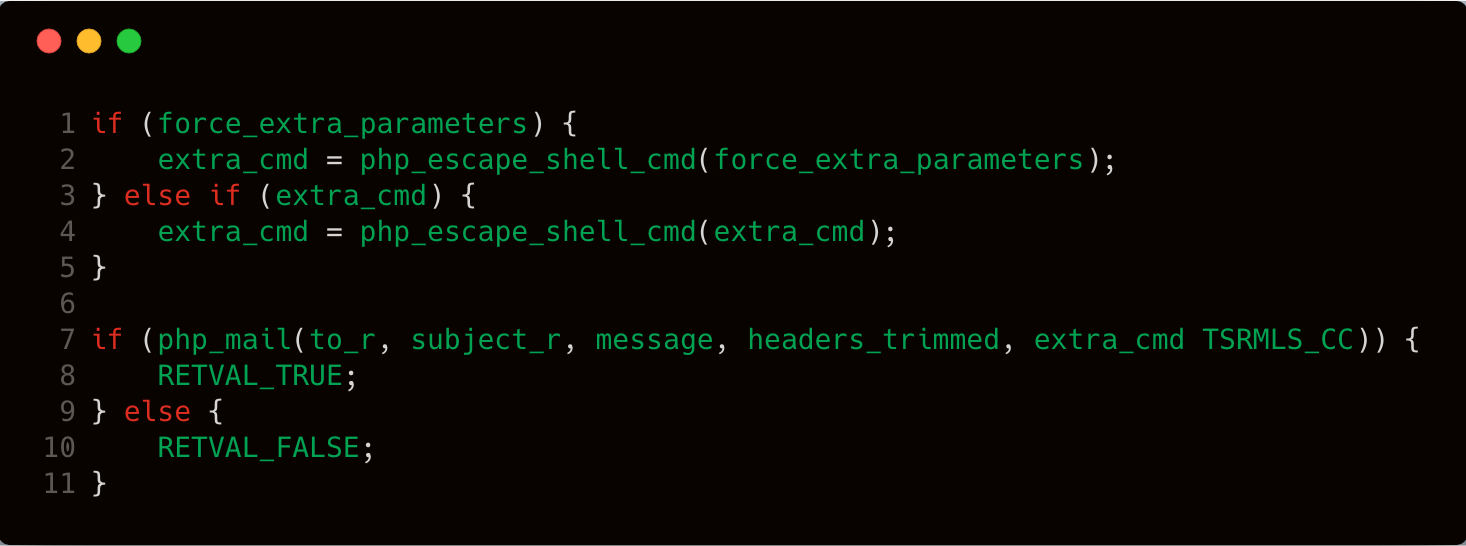 1 if (force_extra_parameters) {
2     extra_cmd = php_escape_shell_cmd(force_extra_parameters);
3 } else if (extra_cmd) {
4     extra_cmd = php_escape_shell_cmd(extra_cmd);
5 }
6
7 if (php_mail(to_r, subject_r, message, headers_trimmed, extra_cmd TSRMLS_CC)) {
8     RETVAL_TRUE;
9 } else {
10     RETVAL_FALSE;
11 }